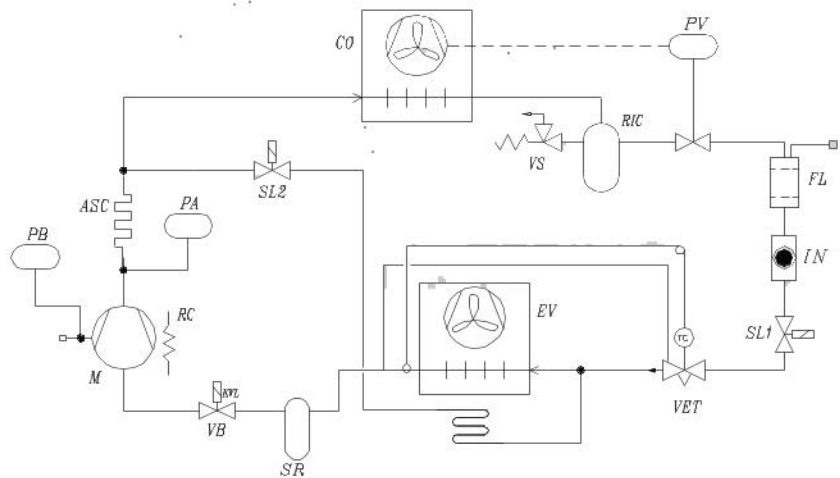 CO
PV
RIC
VS
FL
SL2
ASC
PA
PB
IN
EV
RC
SL1
TC
M
KVL
VET
VB
SR